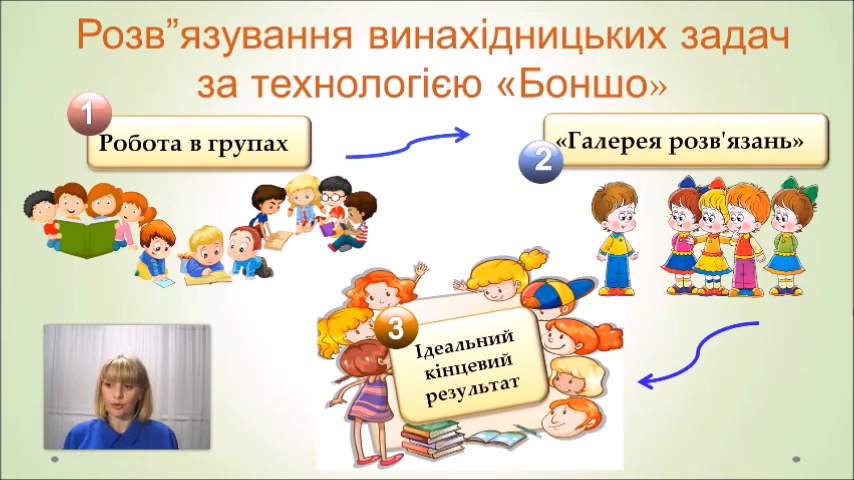 Розв”язування винахідницьких задач
за технологією «Боншо»
1
Робота в групах
2
«Галерея розв'язань»
3
Ідеальний
кінцевий
результат